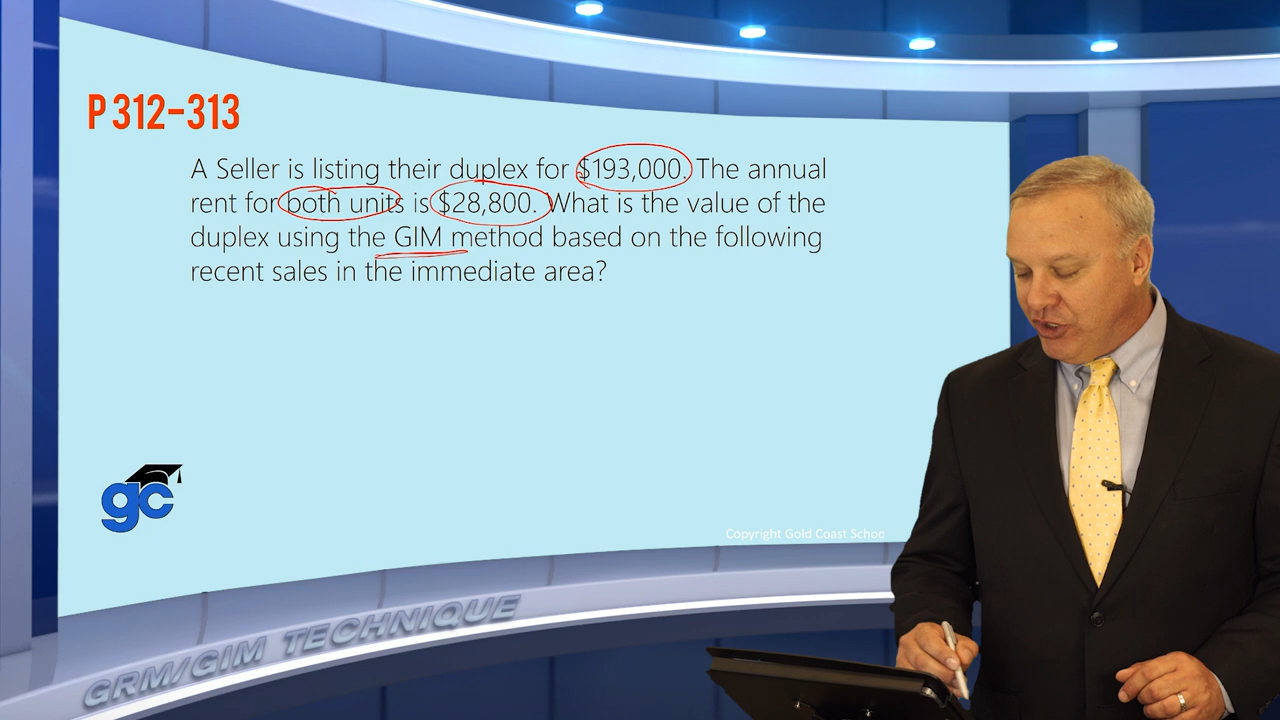 P 312-313
A Seller is listing their duplex for $193,000. The annual
rent for both units is $28,800. What is the value of the
duplex using the GIM method based on the following
recent sales in the immediate area?
gc
Copyright Gold Coast Schoo
GRM/GIM TECHNIQUE